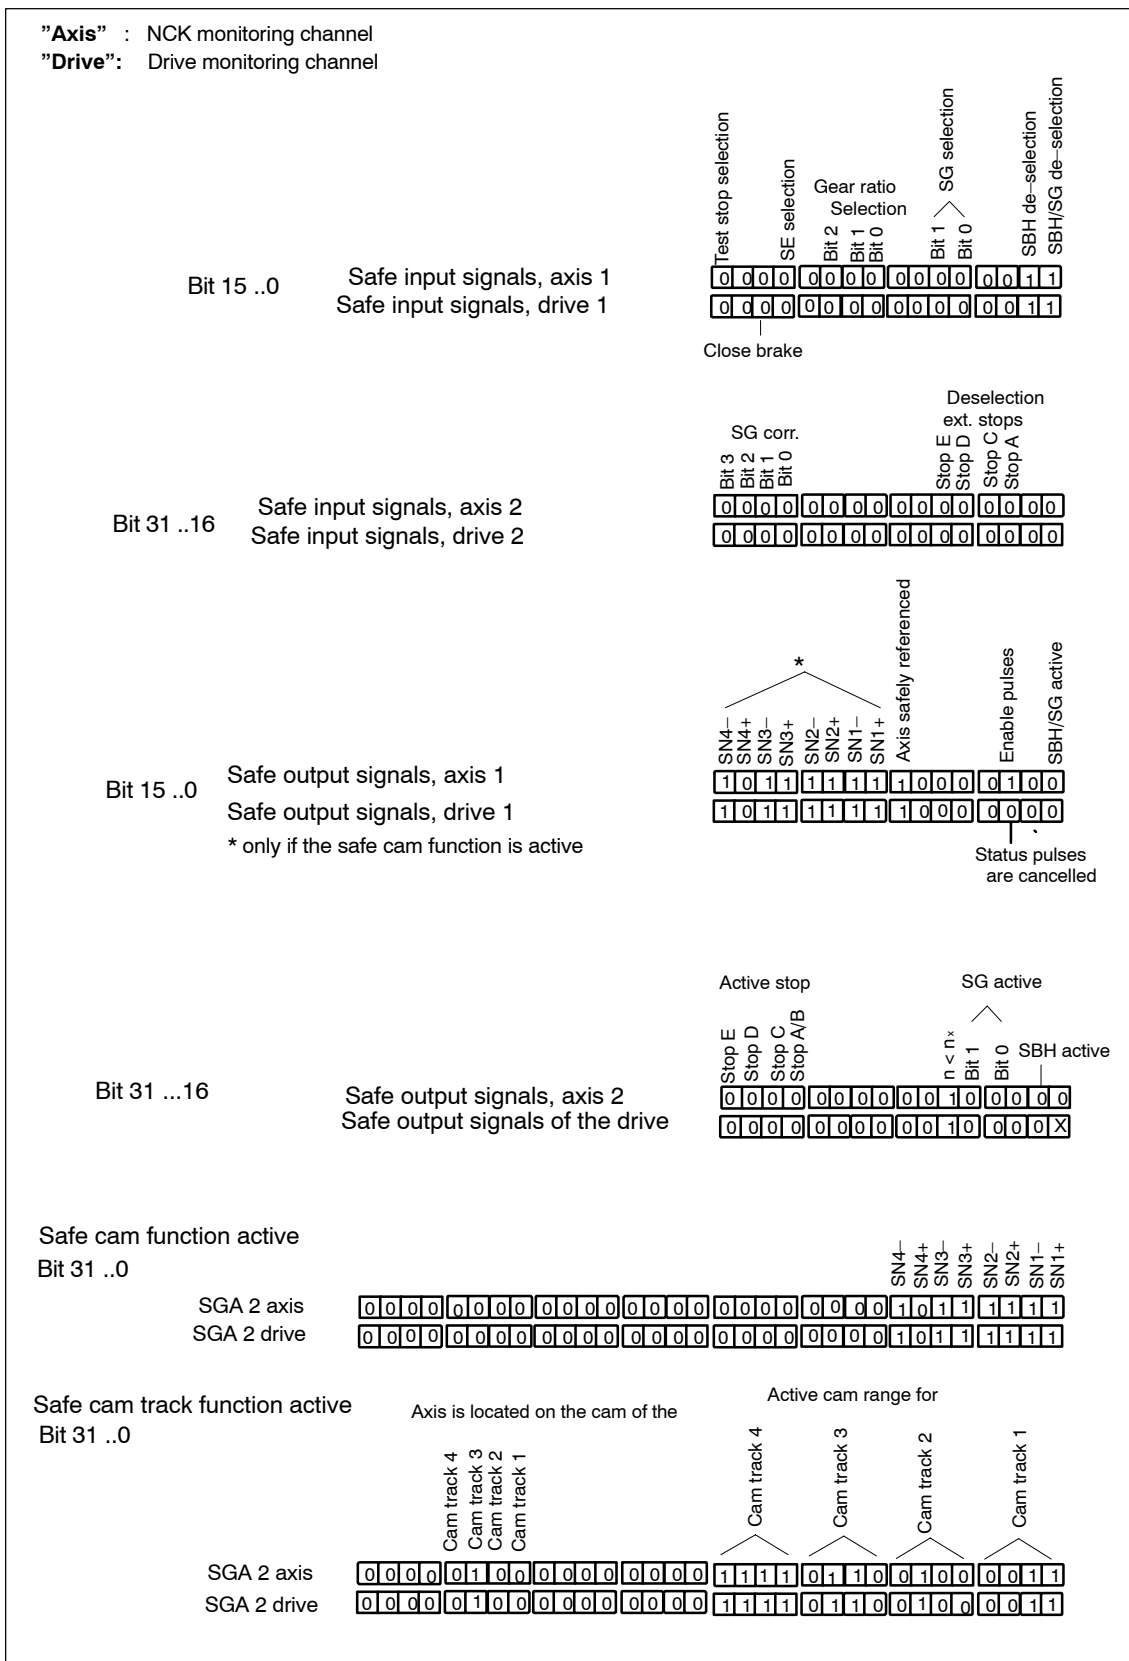 ”Axis” : NCK monitoring channel
”Drive”: Drive monitoring channel
Test stop selection
SE selection
Gear ratio
Selection
Bit 2
Bit 1
Bit 0
SG selection
Bit 1
Bit 0
SBH de–selection
SBH/SG de–selection
Bit 15 ..0
Safe input signals, axis 1
0 0 0 0 0 0 0 0 0 0 0 0 0 0 1 1
Safe input signals, drive 1
0 0 0 0 0 0 0 0 0 0 0 0 0 0 1 1
Close brake
Deselection
ext. stops
SG corr.
Bit 3
Bit 2
Bit 1
Bit 0
Stop E
Stop D
Stop C
Stop A
Bit 31 ..16
Safe input signals, axis 2
0 0 0 0 0 0 0 0 0 0 0 0 0 0 0 0
Safe input signals, drive 2
0 0 0 0 0 0 0 0 0 0 0 0 0 0 0 0
*
SN4–
SN4+
SN3–
SN3+
SN2–
SN2+
SN1–
SN1+
Axis safely referenced
Enable pulses
SBH/SG active
Bit 15 ..0
Safe output signals, axis 1
1 0 1 1 1 1 1 1 1 0 0 0 0 1 0 0
Safe output signals, drive 1
1 0 1 1 1 1 1 1 1 0 0 0 0 0 0 0
* only if the safe cam function is active
Status pulses
are cancelled
Active stop
SG active
Stop E
Stop D
Stop C
Stop A/B
n < nx
Bit 1
Bit 0
SBH active
Bit 31 ...16
Safe output signals, axis 2
0 0 0 0 0 0 0 0 0 0 1 0 0 0 0 0
Safe output signals of the drive
0 0 0 0 0 0 0 0 0 0 1 0 0 0 0 X
Safe cam function active
Bit 31 ..0
SN4–
SN4+
SN3–
SN3+
SN2–
SN2+
SN1–
SN1+
SGA 2 axis
0 0 0 0 0 0 0 0 0 0 0 0 0 0 0 0 0 0 0 0 0 0 0 0 1 0 1 1 1 1 1 1
SGA 2 drive
0 0 0 0 0 0 0 0 0 0 0 0 0 0 0 0 0 0 0 0 0 0 0 0 1 0 1 1 1 1 1 1
Safe cam track function active
Bit 31 ..0
Axis is located on the cam of the
Active cam range for
Cam track 4
Cam track 3
Cam track 2
Cam track 1
Cam track 4
Cam track 3
Cam track 2
Cam track 1
SGA 2 axis
0 0 0 0 0 1 0 0 0 0 0 0 0 0 0 0 1 1 1 1 0 1 1 0 0 1 0 0 0 0 1 1
SGA 2 drive
0 0 0 0 0 1 0 0 0 0 0 0 0 0 0 0 1 1 1 1 0 1 1 0 0 1 0 0 0 0 1 1